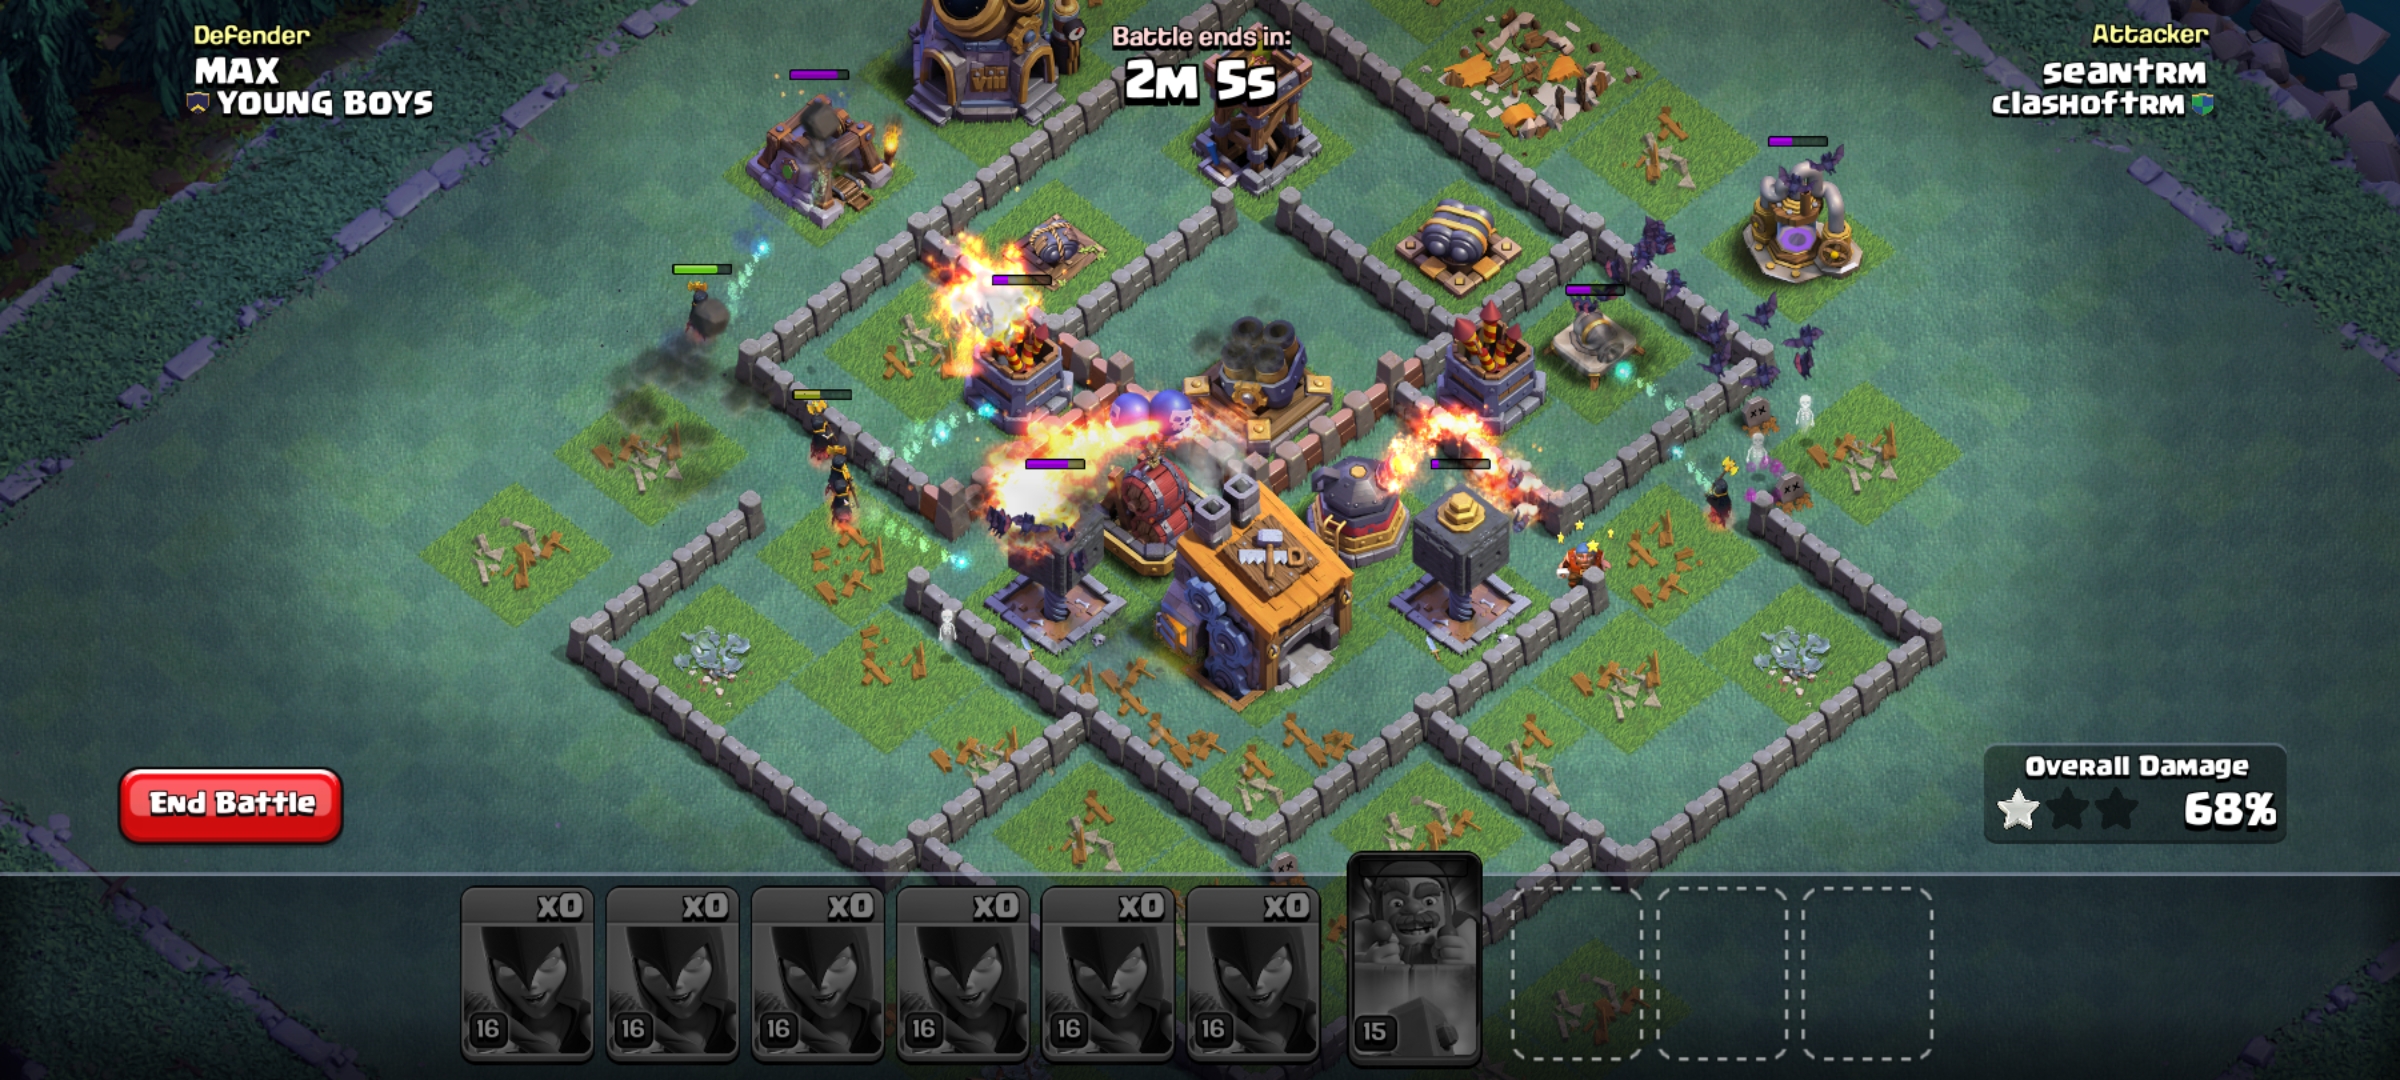 Defender
MAX
YOUNG BOYS
Battle ends in:
2M 5s
Attacker
seantrm
clashoftrm
VIII
End Battle
Overall Damage
68%
x0
x0
x0
x0
x0
x0
16
16
16
16
16
16
15